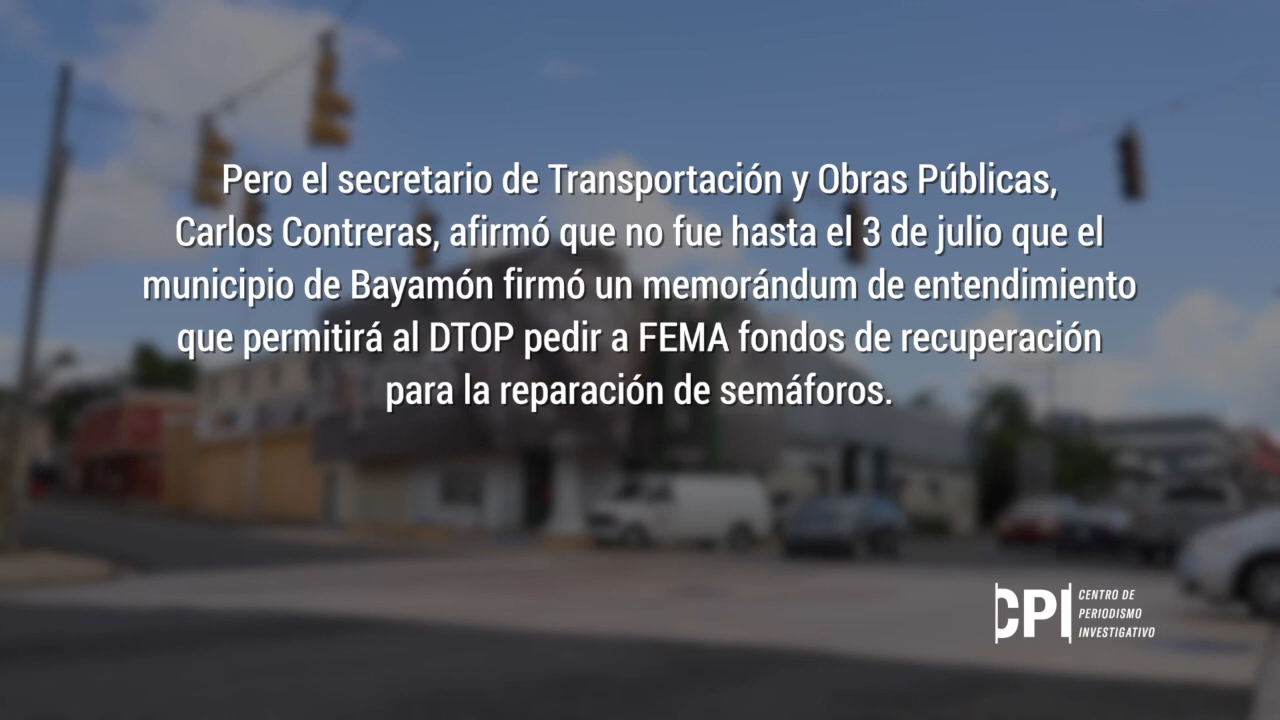 Pero el secretario de Transportación y Obras Públicas,
Carlos Contreras, afirmó que no fue hasta el 3 de julio que el
municipio de Bayamón firmó un memorándum de entendimiento
que permitirá al DTOP pedir a FEMA fondos de recuperación
para la reparación de semáforos.
CPI
CENTRO DE
PERIODISMO
INVESTIGATIVO